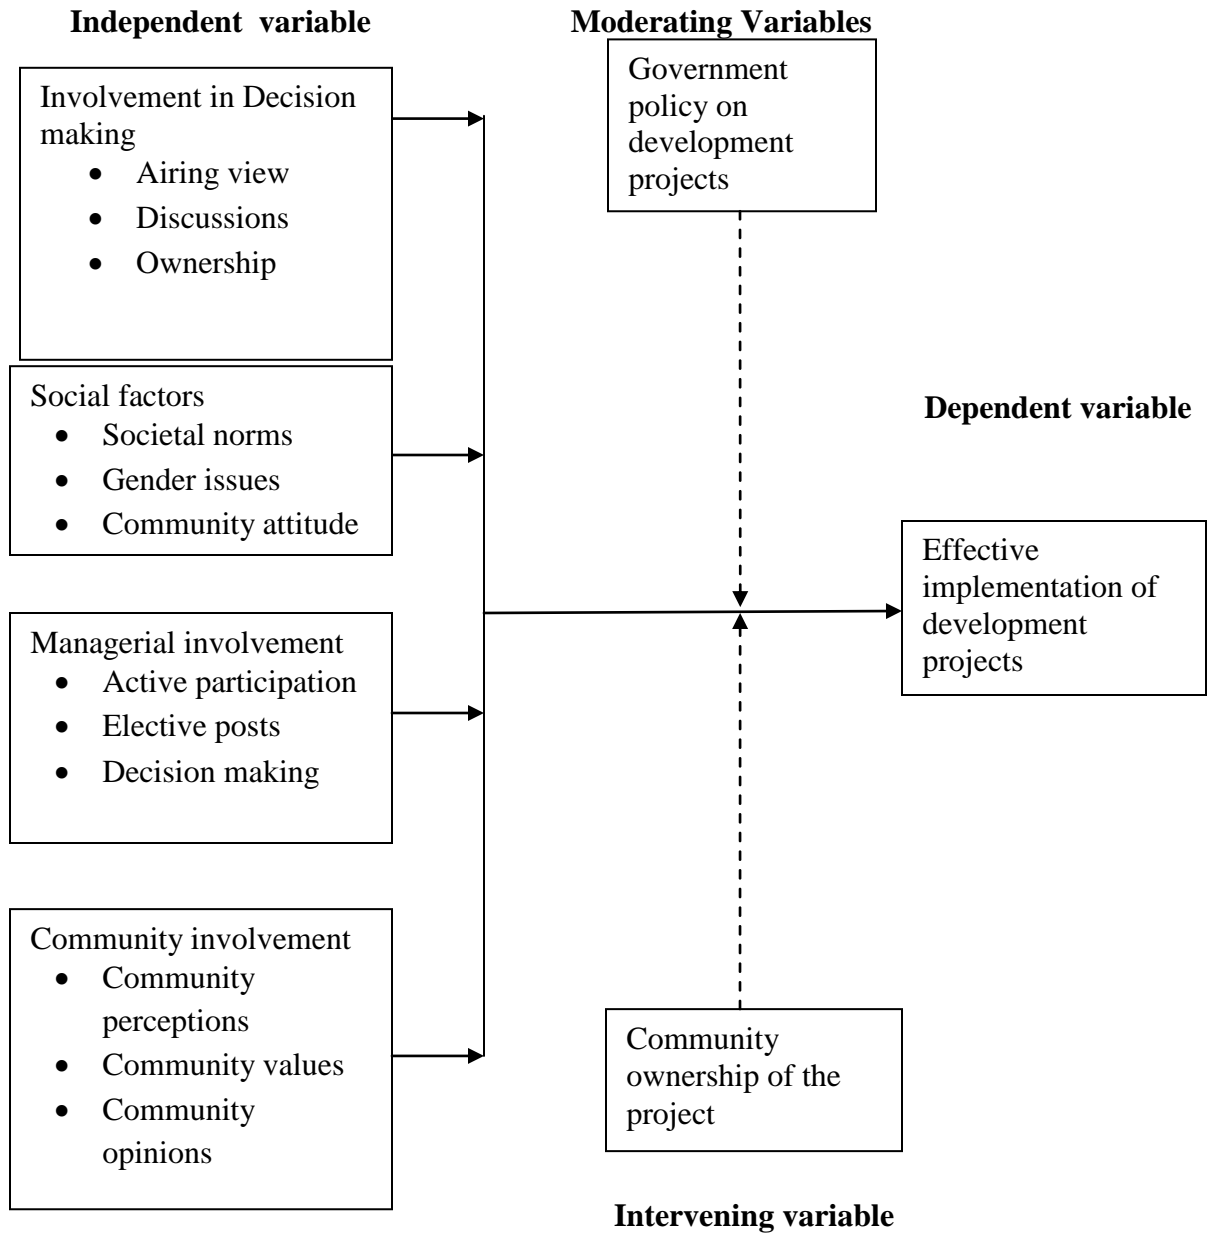 Independent  variable
Moderating Variables
Involvement in Decision
making
• Airing view
• Discussions
• Ownership
Government
policy on
development
projects
Social factors
• Societal norms
• Gender issues
• Community attitude
Dependent variable
Effective
implementation of
development
projects
Managerial involvement
• Active participation
• Elective posts
• Decision making
Community involvement
• Community
perceptions
• Community values
• Community
opinions
Community
ownership of the
project
Intervening variable